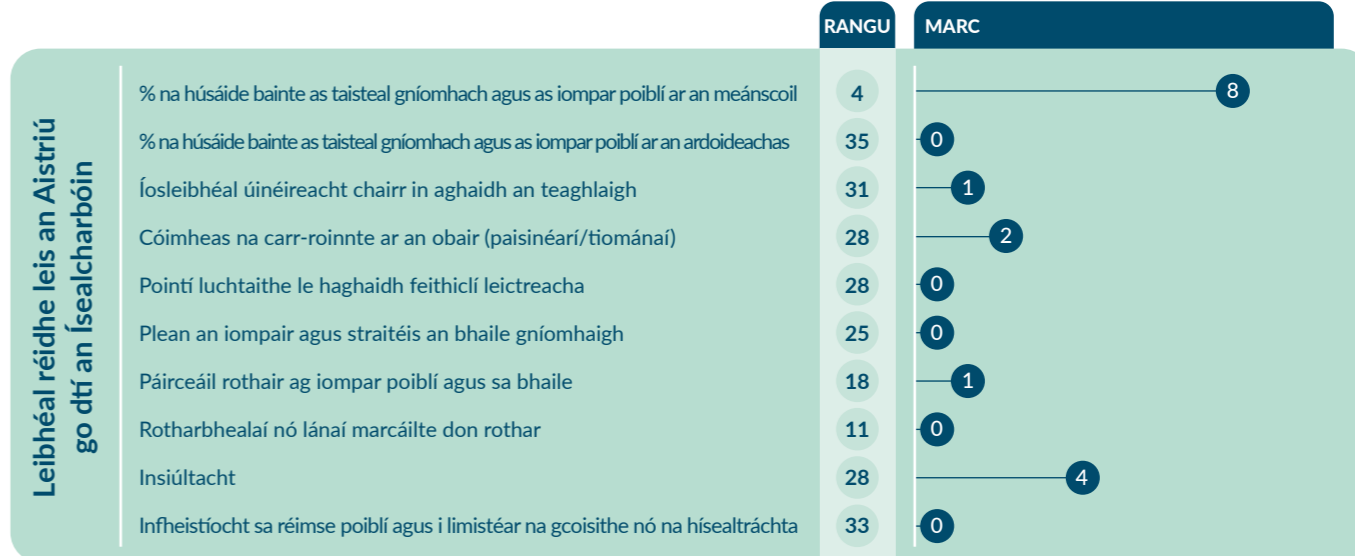 RANGU MARC
Leibhéal réidhe leis an Aistriú
go dtí an Ísealcharbóin
% na húsáide bainte as taisteal gníomhach agus as iompar poiblí ar an meánscoil 4 8
% na húsáide bainte as taisteal gníomhach agus as iompar poiblí ar an ardoideachas 35 0
Íosleibhéal úinéireacht chairr in aghaidh an teaghlaigh 31 1
Cóimheas na carr-roinnte ar an obair (paisinéarí/tiománaí) 28 2
Pointí luchtaithe le haghaidh feithiclí leictreacha 28 0
Plean an iompair agus straitéis an bhaile gníomhaigh 25 0
Páirceáil rothair ag iompar poiblí agus sa bhaile 18 1
Rotharbhealaí nó lánaí marcáilte don rothar 11 0
Insiúltacht 28 4
Infheistíocht sa réimse poiblí agus i limistéar na gcoisithe nó na hísealtráchta 33 0